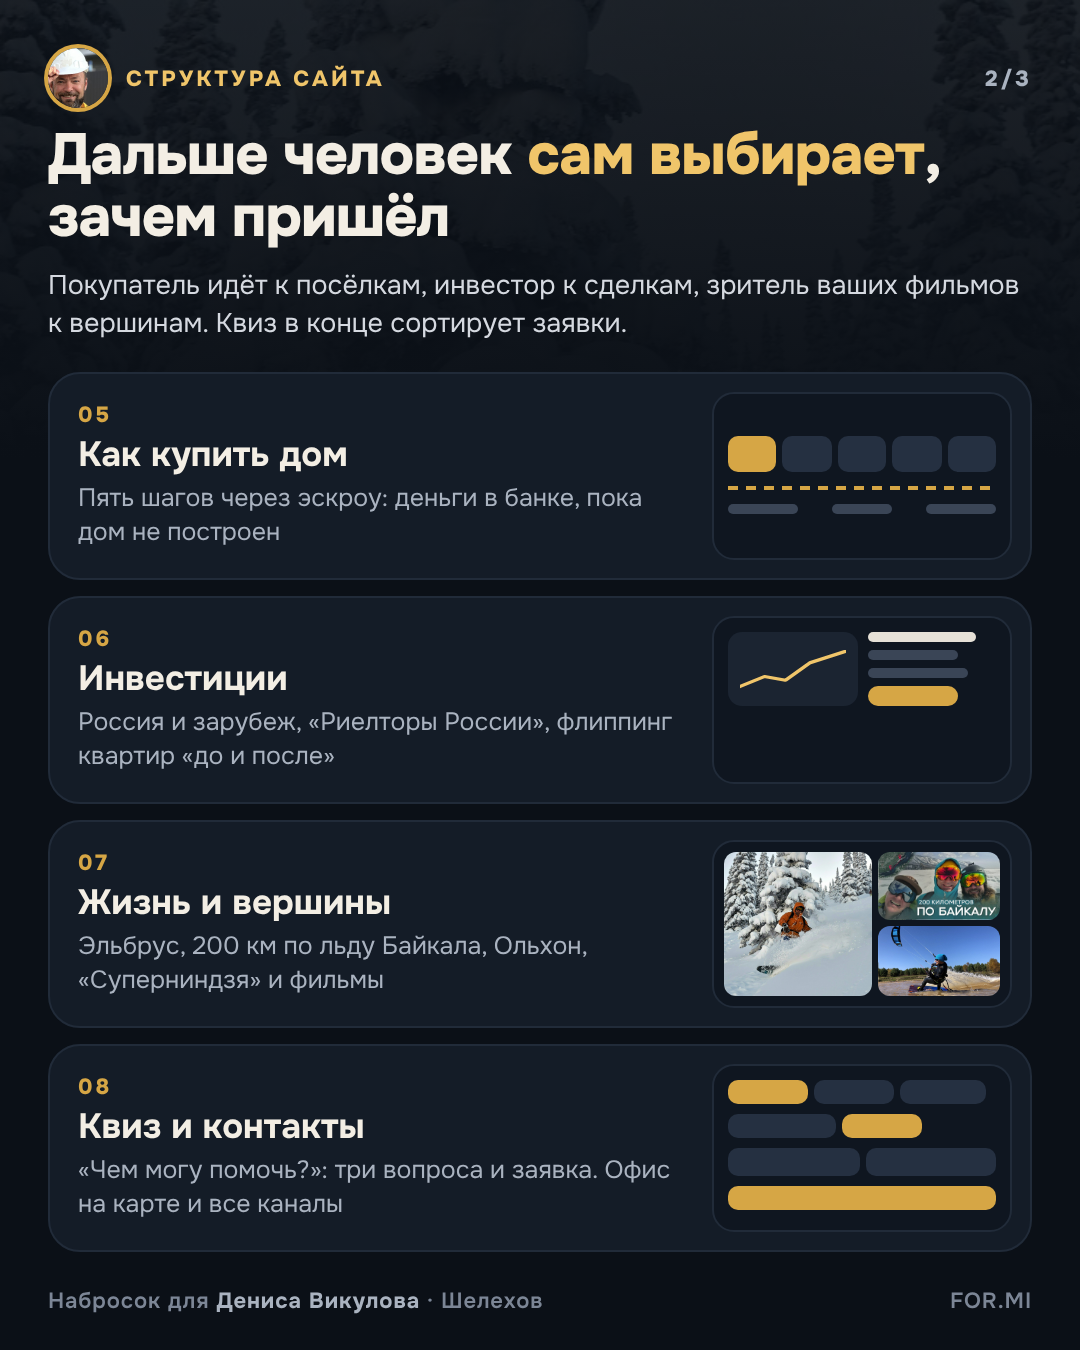 СТРУКТУРА САЙТА
2/3
Дальше человек сам выбирает,
зачем пришёл
Покупатель идёт к посёлкам, инвестор к сделкам, зритель ваших фильмов
к вершинам. Квиз в конце сортирует заявки.
05
Как купить дом
Пять шагов через эскроу: деньги в банке, пока
дом не построен
06
Инвестиции
Россия и зарубеж, «Риелторы России», флиппинг
квартир «до и после»
07
Жизнь и вершины
Эльбрус, 200 км по льду Байкала, Ольхон,
«Суперниндзя» и фильмы
200 КИЛОМЕТРОВ
ПО БАЙКАЛУ
08
Квиз и контакты
«Чем могу помочь?»: три вопроса и заявка. Офис
на карте и все каналы
Набросок для Дениса Викулова · Шелехов
FOR.MI